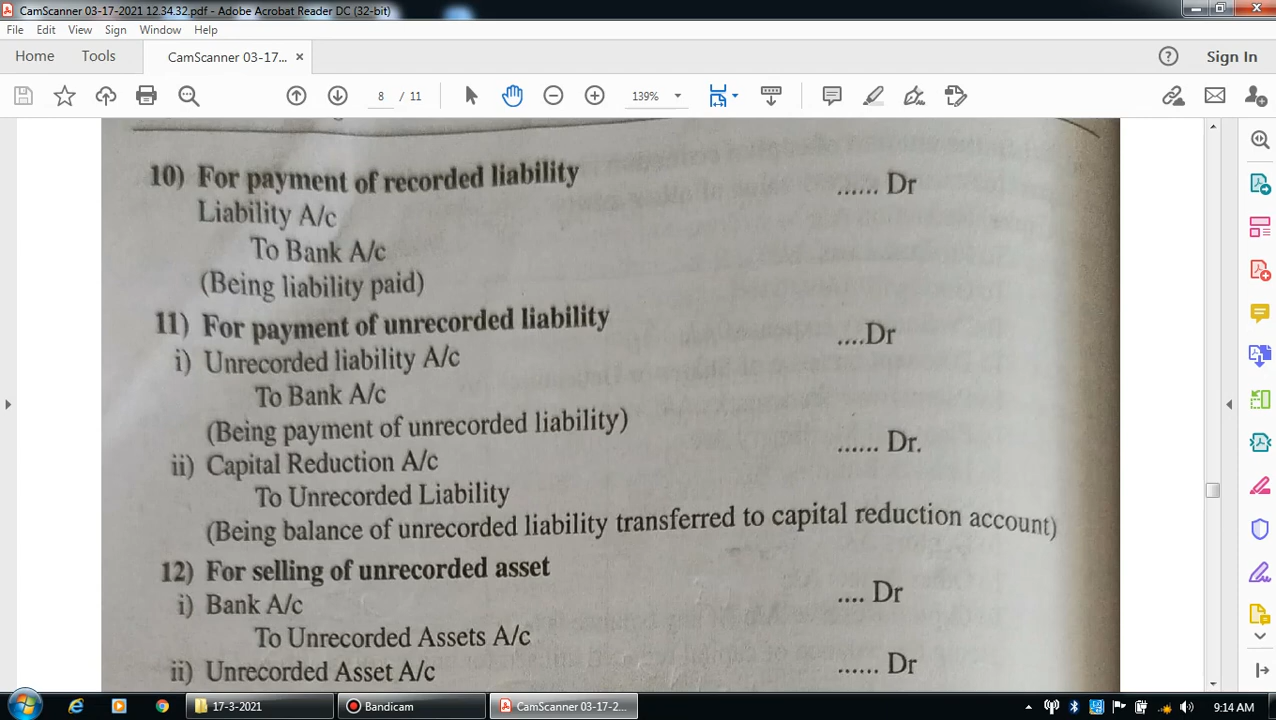 CamScanner 03-17-2021 12.34.32.pdf - Adobe Acrobat Reader DC (32-bit)
File Edit View Sign Window Help
Home Tools CamScanner 03-17... × Sign In
8 / 11 139%
10) For payment of recorded liability
Liability A/c ...... Dr
To Bank A/c
(Being liability paid)
11) For payment of unrecorded liability
i) Unrecorded liability A/c ....Dr
To Bank A/c
(Being payment of unrecorded liability)
ii) Capital Reduction A/c ...... Dr.
To Unrecorded Liability
(Being balance of unrecorded liability transferred to capital reduction account)
12) For selling of unrecorded asset
i) Bank A/c .... Dr
To Unrecorded Assets A/c
ii) Unrecorded Asset A/c ...... Dr
17-3-2021 Bandicam CamScanner 03-17-2... 9:14 AM